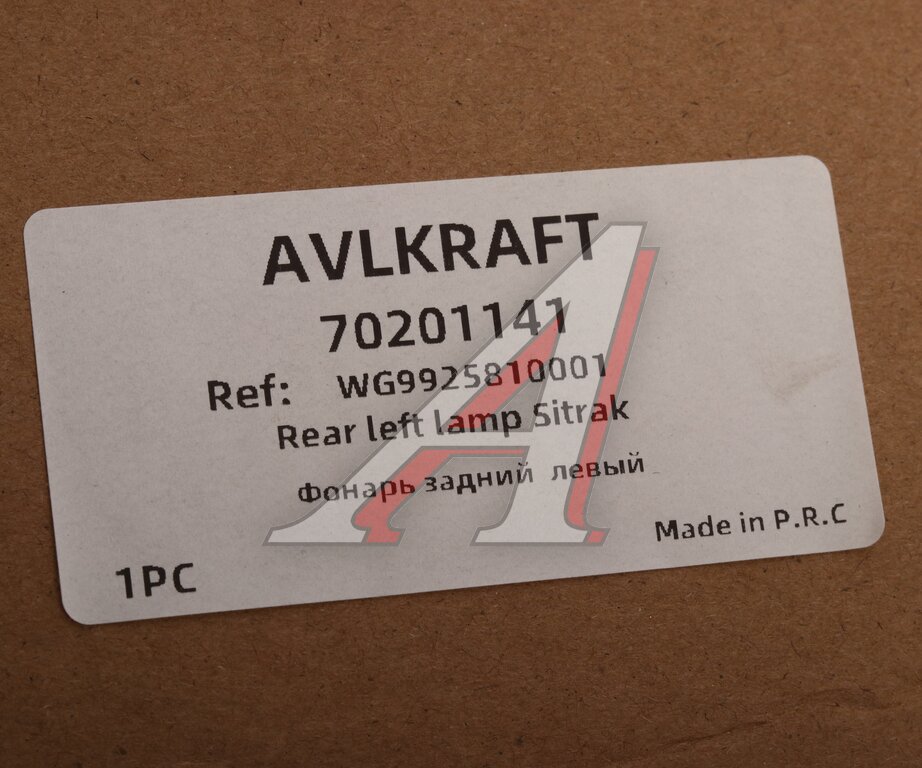 AVLKRAFT
70201141
Ref: WG9925810001
Rear left lamp Sitrak
Фонарь задний левый
Made in P.R.C
1PC